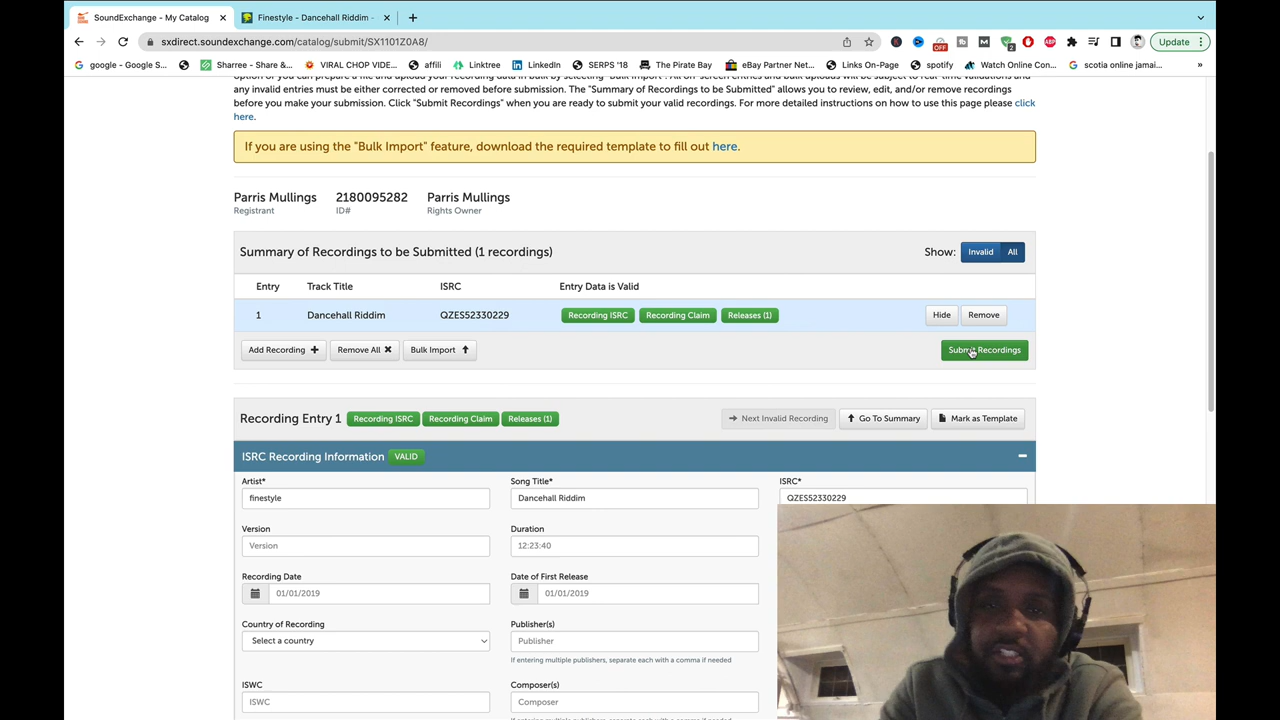 SoundExchange - My Catalog
Finestyle - Dancehall Riddim -
sxdirect.soundexchange.com/catalog/submit/SX1101Z0A8/
OFF
2
ABP
Update
google - Google S...
Sharree - Share &...
VIRAL CHOP VIDE...
affili
Linktree
LinkedIn
SERPS '18
The Pirate Bay
eBay Partner Net...
Links On-Page
spotify
Sunday Combina...
scotia online jamai...
»
any invalid entries must be either corrected or removed before submission. The "Summary of Recordings to be Submitted" allows you to review, edit, and/or remove recordings
before you make your submission. Click "Submit Recordings" when you are ready to submit your valid recordings. For more detailed instructions on how to use this page please click
here.
If you are using the "Bulk Import" feature, download the required template to fill out here.
Parris Mullings 2180095282 Parris Mullings
Registrant ID# Rights Owner
Summary of Recordings to be Submitted (1 recordings) Show: Invalid All
Entry Track Title ISRC Entry Data is Valid
1 Dancehall Riddim QZES52330229 Recording ISRC Recording Claim Releases (1) Hide Remove
Add Recording Remove All Bulk Import Submit Recordings
Recording Entry 1 Recording ISRC Recording Claim Releases (1) Next Invalid Recording Go To Summary Mark as Template
ISRC Recording Information VALID
Artist* Song Title* ISRC*
finestyle Dancehall Riddim QZES52330229
Version Duration
Version 12:23:40
Recording Date Date of First Release
01/01/2019 01/01/2019
Country of Recording Publisher(s)
Select a country Publisher
If entering multiple publishers, separate each with a comma if needed
ISWC Composer(s)
ISWC Composer